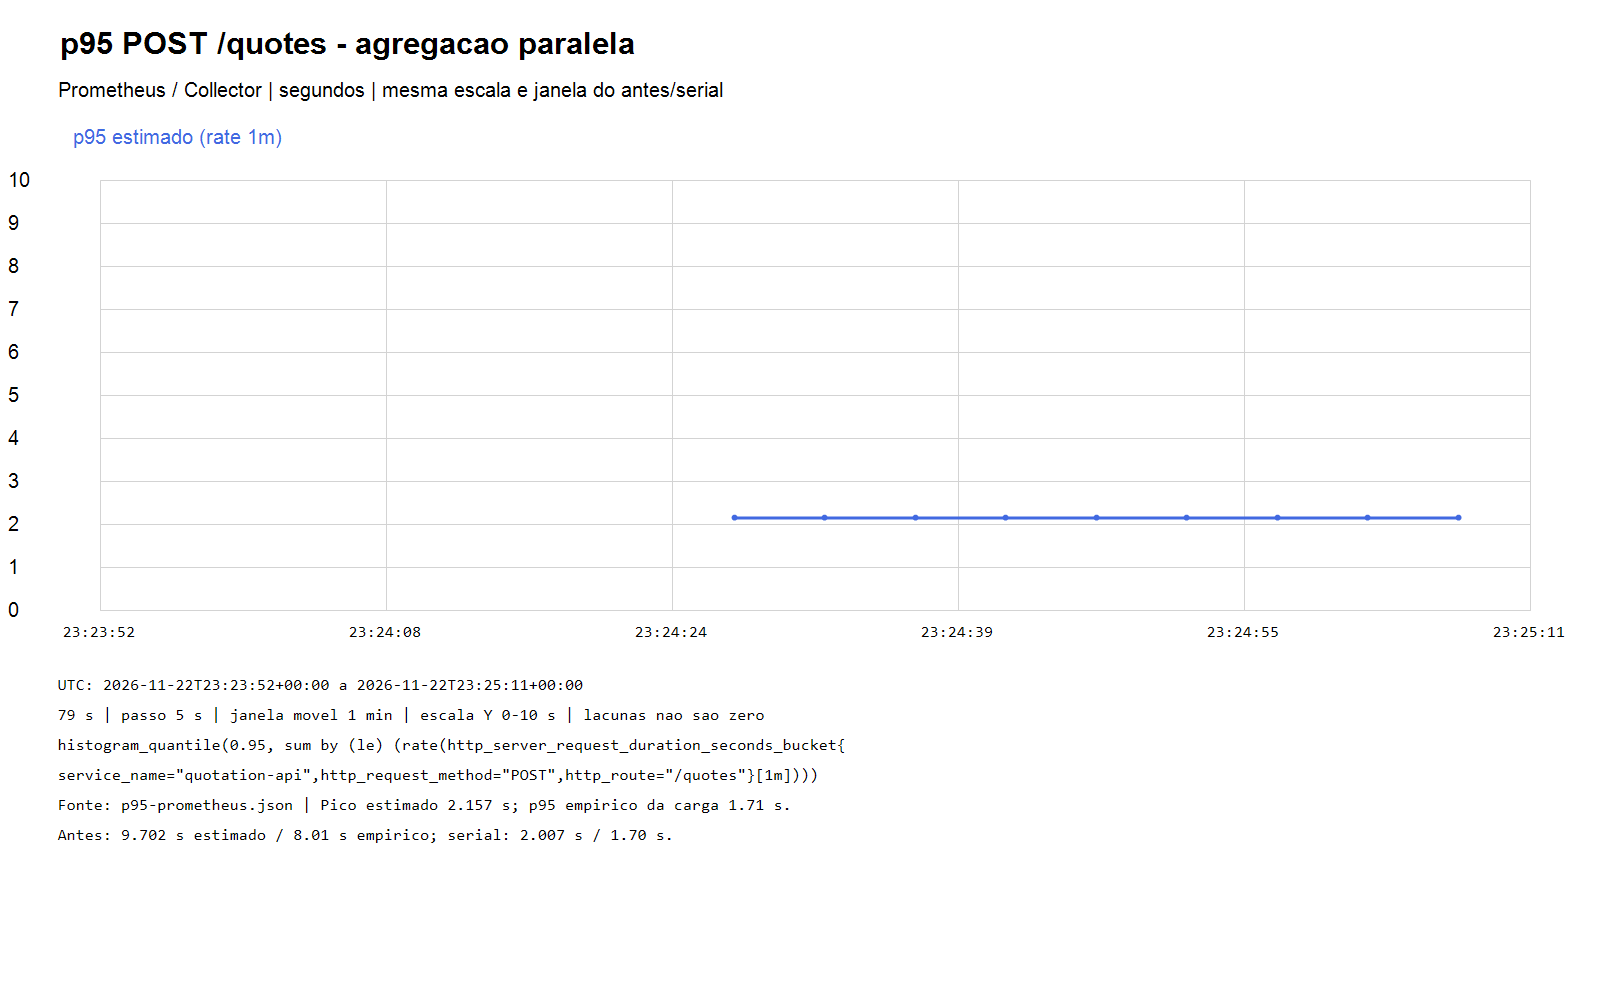 p95 POST /quotes - agregacao paralela
Prometheus / Collector | segundos | mesma escala e janela do antes/serial
p95 estimado (rate 1m)
10
9
8
7
6
5
4
3
2
1
0
23:23:52 23:24:08 23:24:24 23:24:39 23:24:55 23:25:11
UTC: 2026-11-22T23:23:52+00:00 a 2026-11-22T23:25:11+00:00
79 s | passo 5 s | janela movel 1 min | escala Y 0-10 s | lacunas nao sao zero
histogram_quantile(0.95, sum by (le) (rate(http_server_request_duration_seconds_bucket{
service_name="quotation-api",http_request_method="POST",http_route="/quotes"}[1m])))
Fonte: p95-prometheus.json | Pico estimado 2.157 s; p95 empirico da carga 1.71 s.
Antes: 9.702 s estimado / 8.01 s empirico; serial: 2.007 s / 1.70 s.